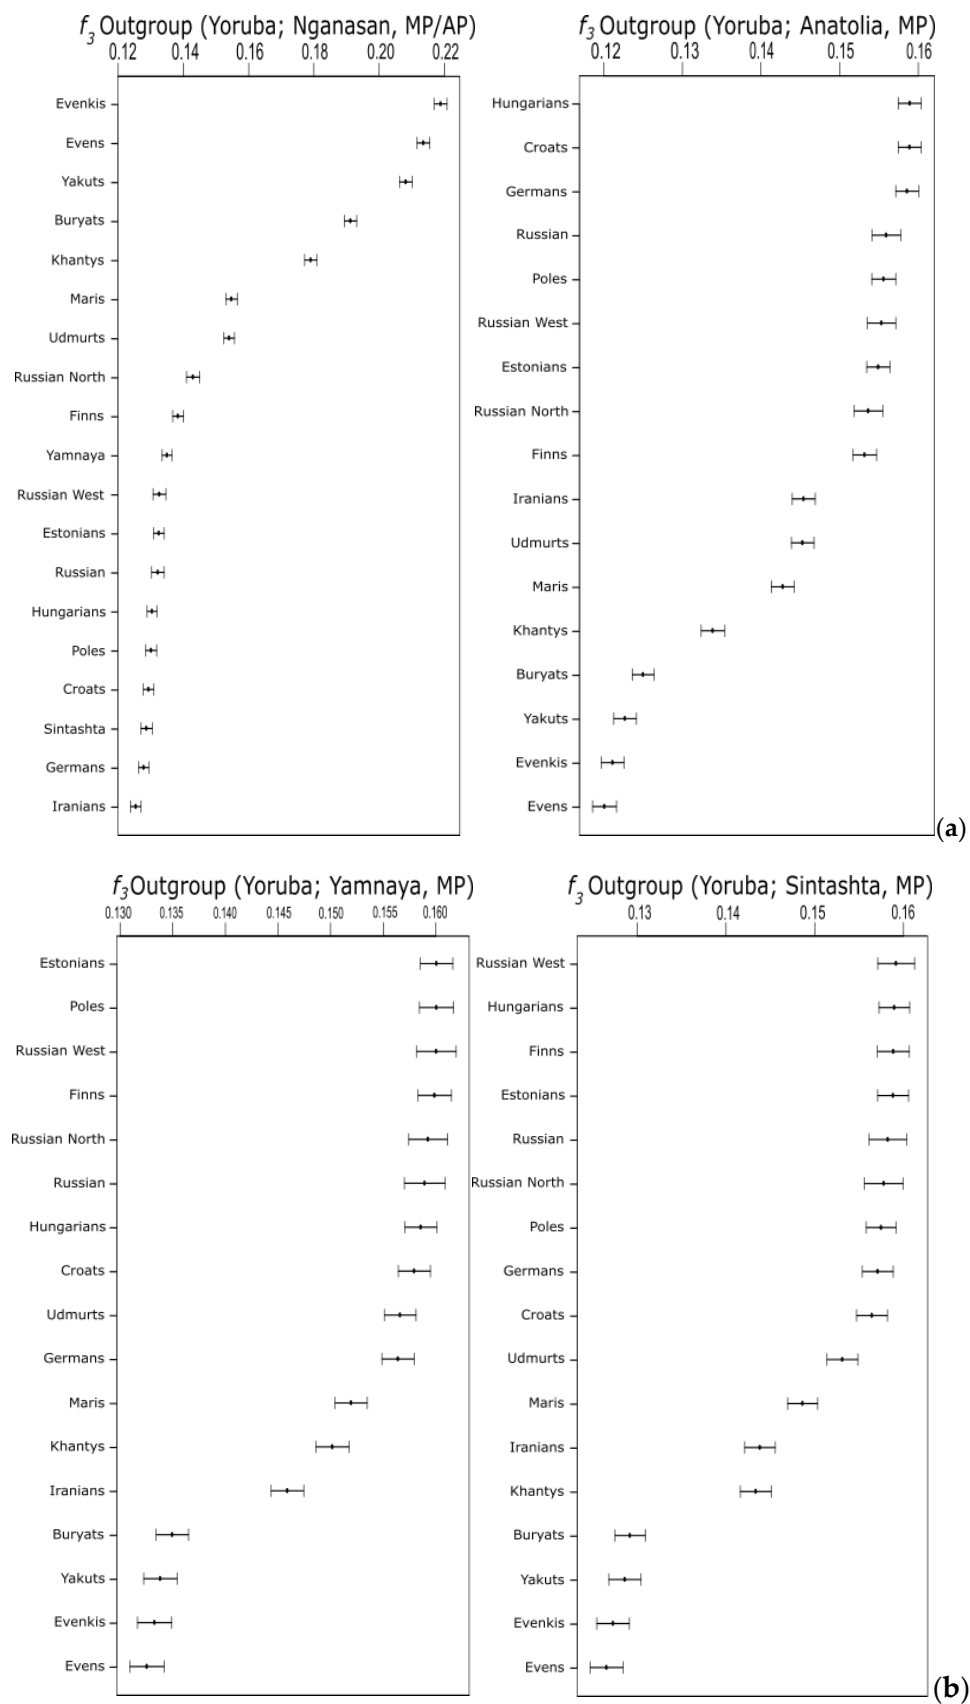 f3 Outgroup (Yoruba; Nganasan, MP/AP)
0.12 0.14 0.16 0.18 0.20 0.22
Evenkis
Evens
Yakuts
Buryats
Khantys
Maris
Udmurts
Russian North
Finns
Yamnaya
Russian West
Estonians
Russian
Hungarians
Poles
Croats
Sintashta
Germans
Iranians
f3 Outgroup (Yoruba; Anatolia, MP)
0.12 0.13 0.14 0.15 0.16
Hungarians
Croats
Germans
Russian
Poles
Russian West
Estonians
Russian North
Finns
Iranians
Udmurts
Maris
Khantys
Buryats
Yakuts
Evenkis
Evens
(a)
f3 Outgroup (Yoruba; Yamnaya, MP)
0.130 0.135 0.140 0.145 0.150 0.155 0.160
Estonians
Poles
Russian West
Finns
Russian North
Russian
Hungarians
Croats
Udmurts
Germans
Maris
Khantys
Iranians
Buryats
Yakuts
Evenkis
Evens
f3 Outgroup (Yoruba; Sintashta, MP)
0.13 0.14 0.15 0.16
Russian West
Hungarians
Finns
Estonians
Russian
Russian North
Poles
Germans
Croats
Udmurts
Maris
Iranians
Khantys
Buryats
Yakuts
Evenkis
Evens
(b)